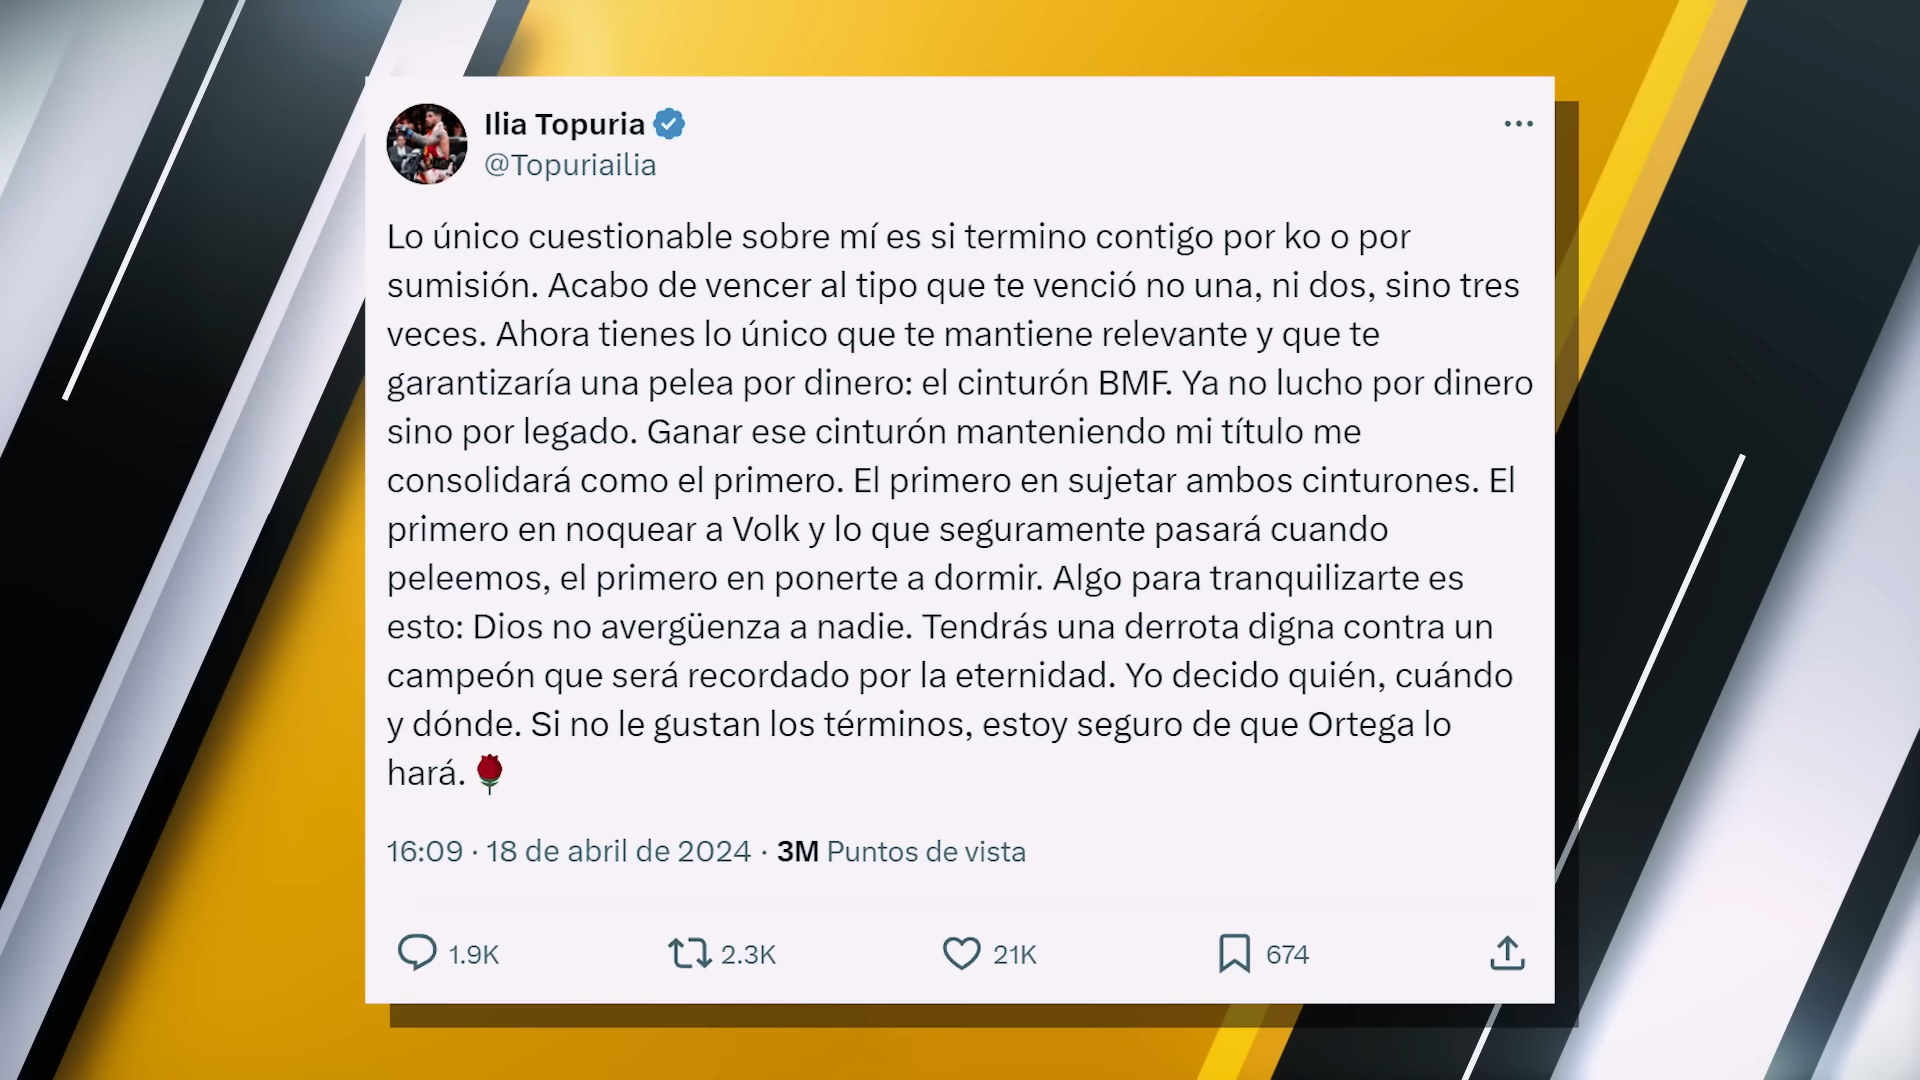 Ilia Topuria
@Topuriailia
Lo único cuestionable sobre mí es si termino contigo por ko o por
sumisión. Acabo de vencer al tipo que te venció no una, ni dos, sino tres
veces. Ahora tienes lo único que te mantiene relevante y que te
garantizaría una pelea por dinero: el cinturón BMF. Ya no lucho por dinero
sino por legado. Ganar ese cinturón manteniendo mi título me
consolidará como el primero. El primero en sujetar ambos cinturones. El
primero en noquear a Volk y lo que seguramente pasará cuando
peleemos, el primero en ponerte a dormir. Algo para tranquilizarte es
esto: Dios no avergüenza a nadie. Tendrás una derrota digna contra un
campeón que será recordado por la eternidad. Yo decido quién, cuándo
y dónde. Si no le gustan los términos, estoy seguro de que Ortega lo
hará. 🌹
16:09 · 18 de abril de 2024 · 3M Puntos de vista
1.9K 2.3K 21K 674